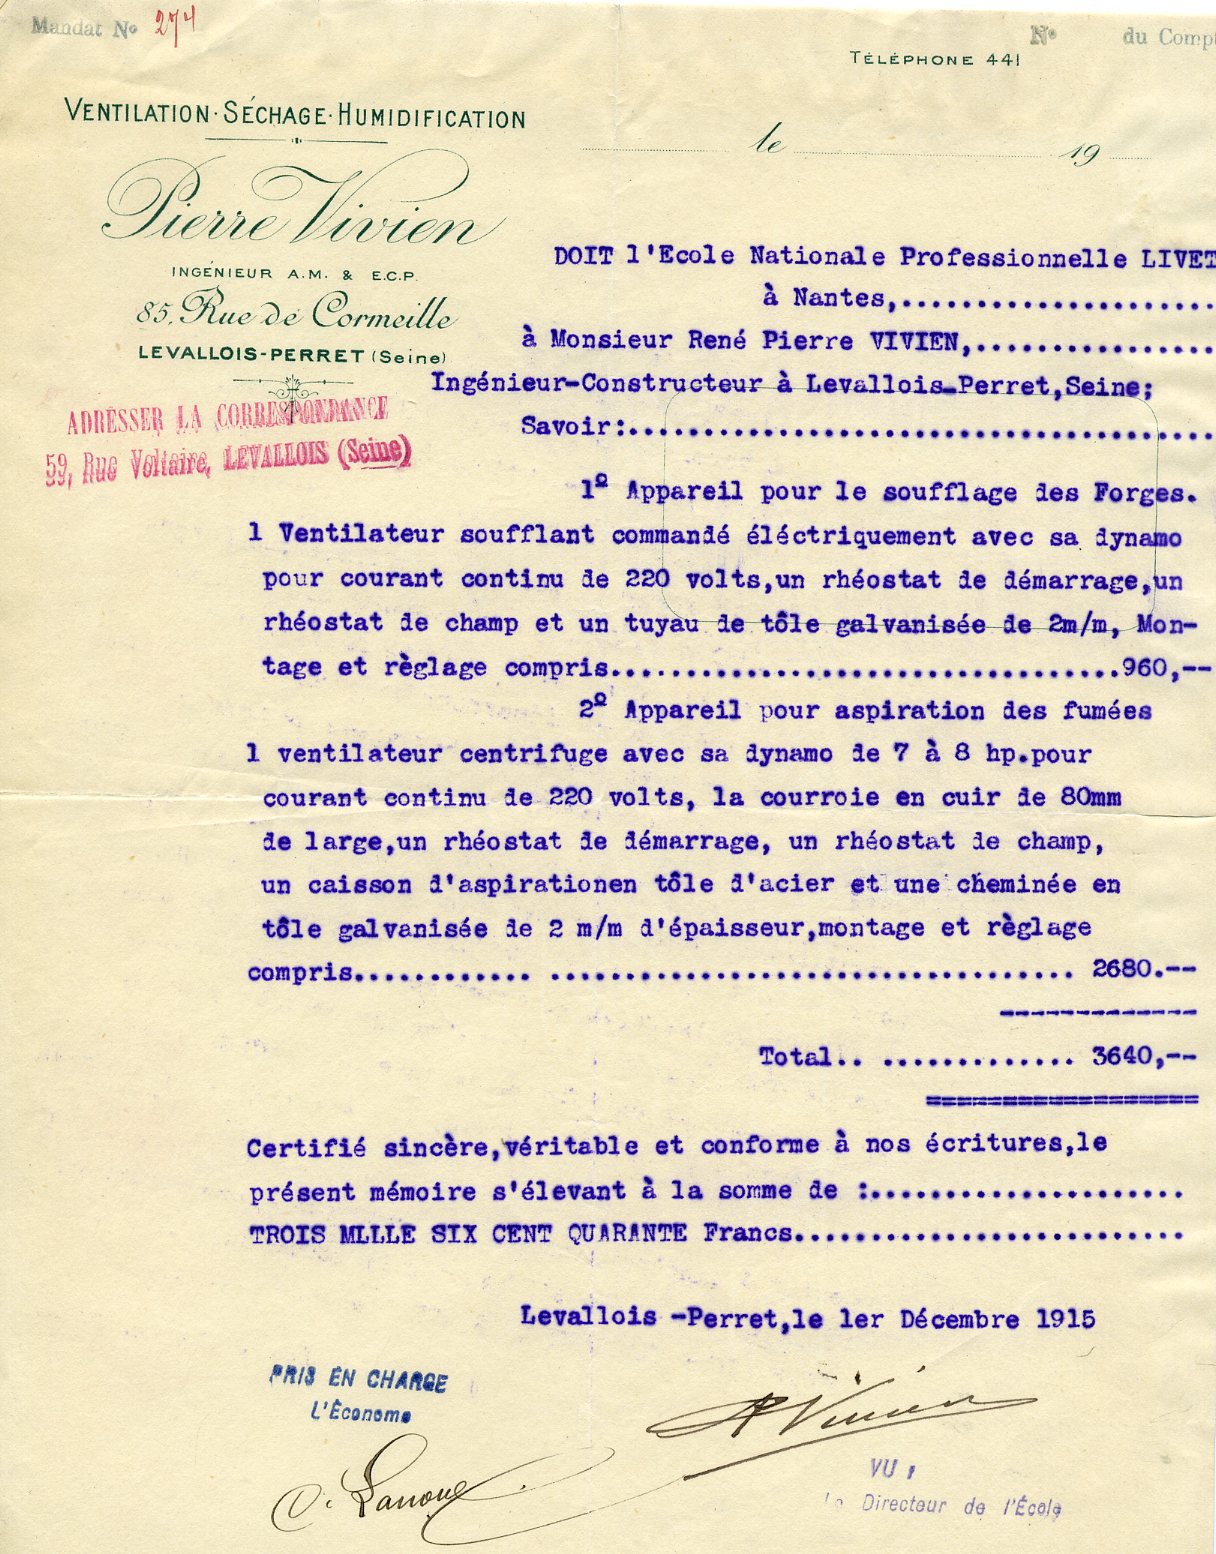 Mandat No 274
No du Compt
TÉLÉPHONE 441
VENTILATION·SÉCHAGE·HUMIDIFICATION
le 19
Pierre Vivien
INGÉNIEUR A.M. & E.C.P.
85, Rue de Cormeille
LEVALLOIS-PERRET (Seine)
ADRESSER LA CORRESPONDANCE
59, Rue Voltaire, LEVALLOIS (Seine)
DOIT l'Ecole Nationale Professionnelle LIVET
à Nantes,.....................
à Monsieur René Pierre VIVIEN,................
Ingénieur-Constructeur à Levallois-Perret,Seine;
Savoir:.......................................
1º Appareil pour le soufflage des Forges.
1 Ventilateur soufflant commandé éléctriquement avec sa dynamo
pour courant continu de 220 volts,un rhéostat de démarrage,un
rhéostat de champ et un tuyau de tôle galvanisée de 2m/m, Mon-
tage et règlage compris..................................960,--
2º Appareil pour aspiration des fumées
1 ventilateur centrifuge avec sa dynamo de 7 à 8 hp.pour
courant continu de 220 volts, la courroie en cuir de 80mm
de large,un rhéostat de démarrage, un rhéostat de champ,
un caisson d'aspirationen tôle d'acier et une cheminée en
tôle galvanisée de 2 m/m d'épaisseur,montage et règlage
compris............ ................................... 2680.--
-------------
Total.. ............. 3640,--
==================
Certifié sincère,véritable et conforme à nos écritures,le
présent mémoire s'élevant à la somme de :.....................
TROIS MLLLE SIX CENT QUARANTE Francs..........................
Levallois -Perret,le 1er Décembre 1915
PRIS EN CHARGE
L'Économe
Vivien
VU ,
Directeur de l'École